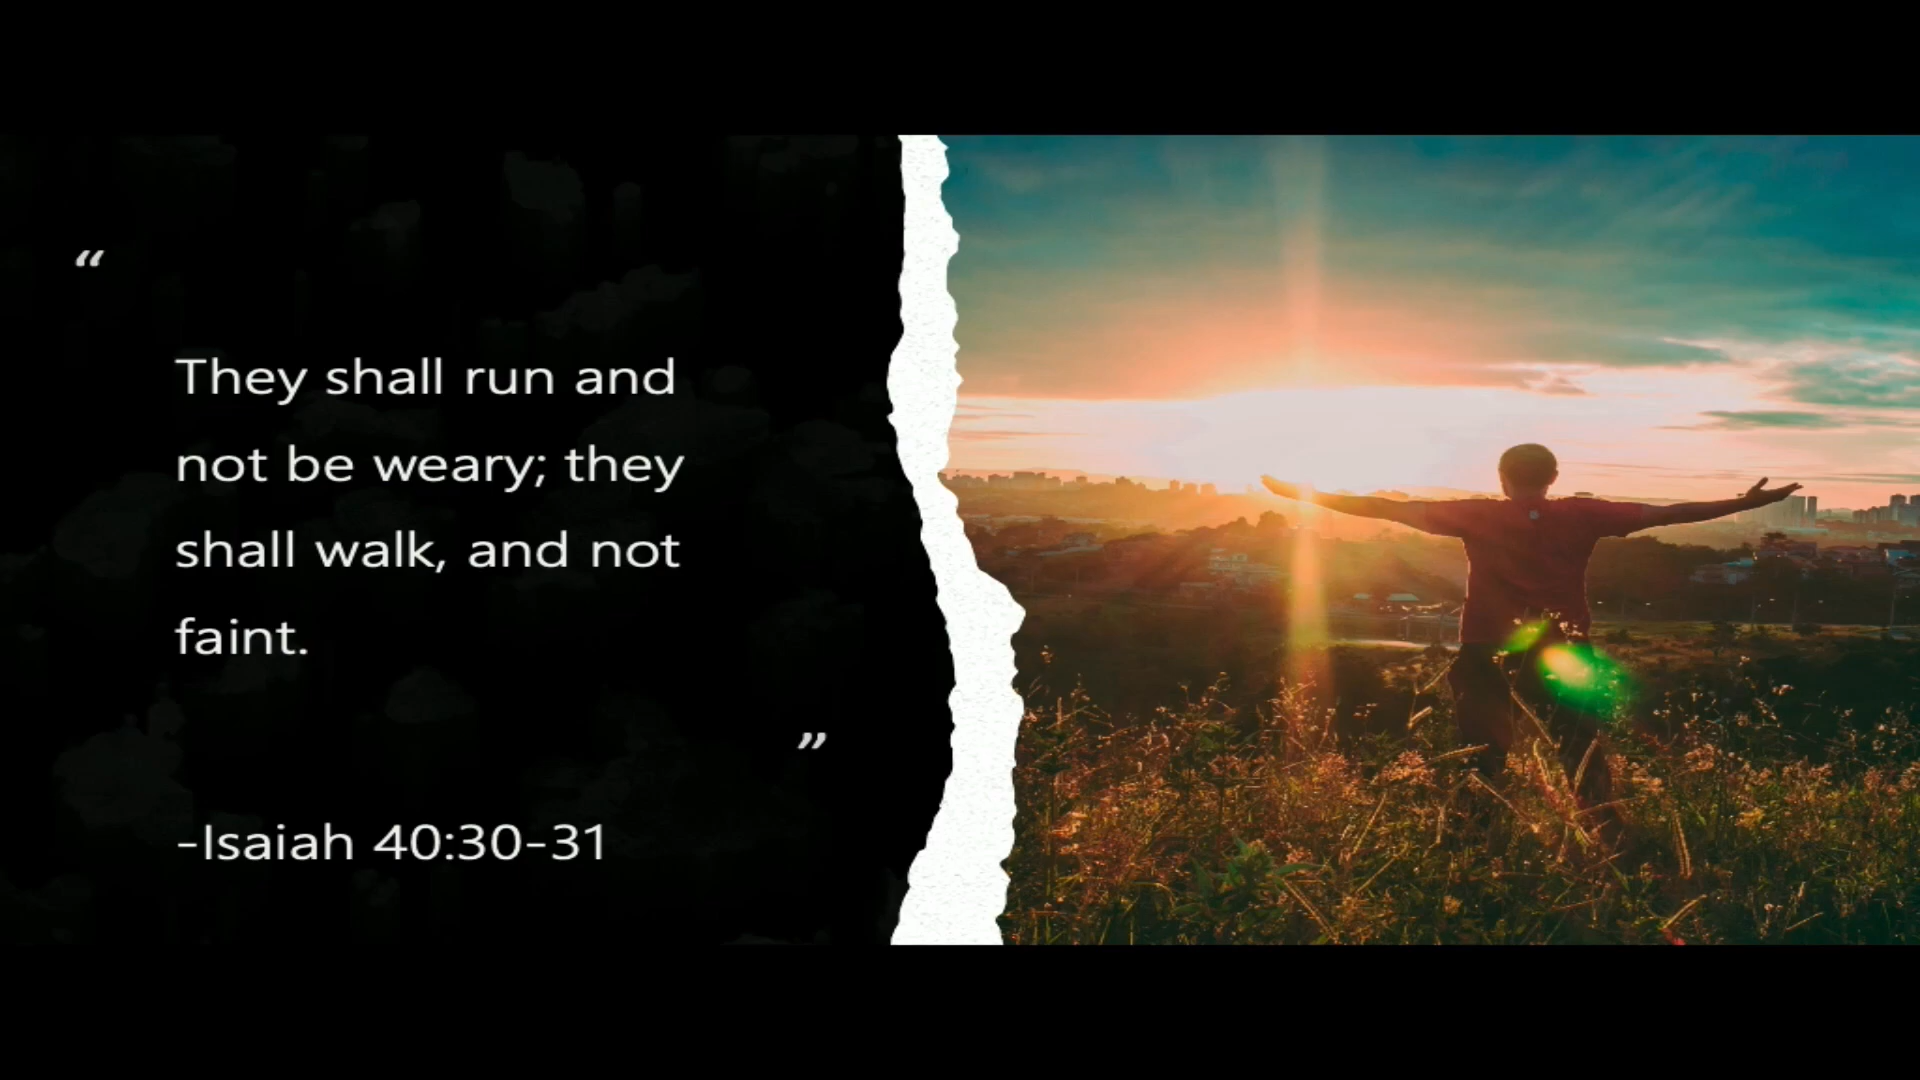 “
They shall run and
not be weary; they
shall walk, and not
faint.
”
-Isaiah 40:30-31